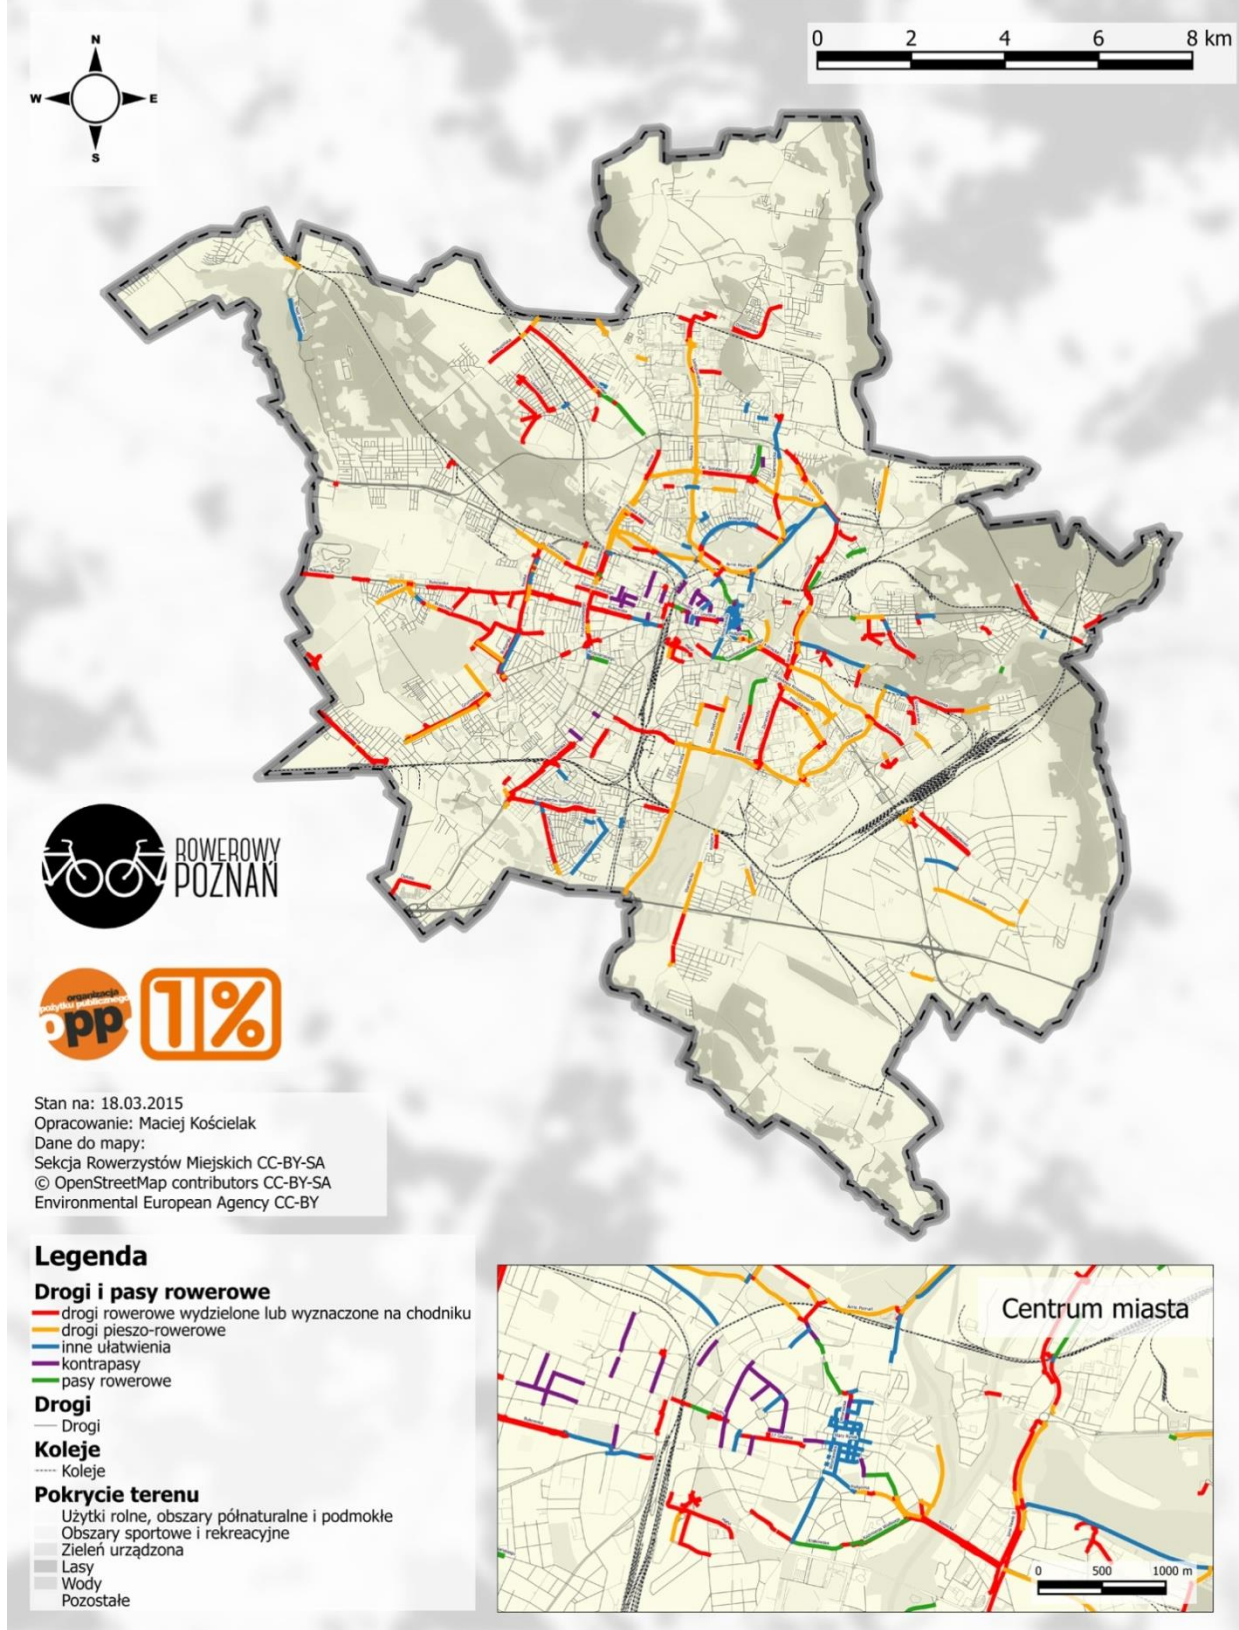 N
W E
S
0 2 4 6 8 km
ROWEROWY
POZNAŃ
organizacja
pożytku publicznego
opp
1%
Stan na: 18.03.2015
Opracowanie: Maciej Kościelak
Dane do mapy:
Sekcja Rowerzystów Miejskich CC-BY-SA
© OpenStreetMap contributors CC-BY-SA
Environmental European Agency CC-BY
Legenda
Drogi i pasy rowerowe
drogi rowerowe wydzielone lub wyznaczone na chodniku
drogi pieszo-rowerowe
inne ułatwienia
kontrapasy
pasy rowerowe
Drogi
Drogi
Koleje
Koleje
Pokrycie terenu
Użytki rolne, obszary półnaturalne i podmokłe
Obszary sportowe i rekreacyjne
Zieleń urządzona
Lasy
Wody
Pozostałe
Centrum miasta
0 500 1000 m